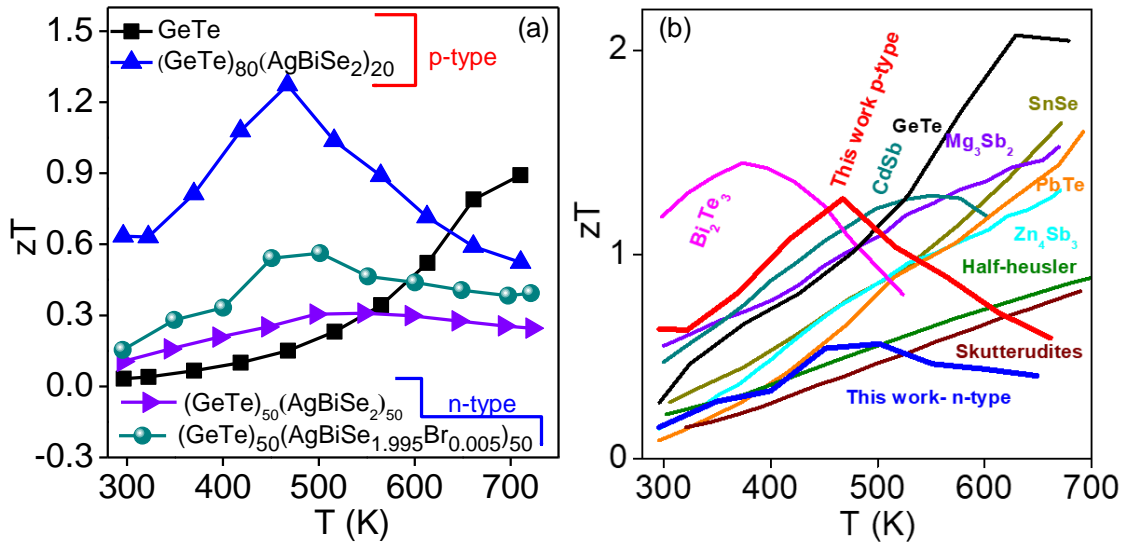 (a)
GeTe
(GeTe)80(AgBiSe2)20
p-type
1.5
1.2
0.9
0.6
0.3
0.0
-0.3
zT
n-type
(GeTe)50(AgBiSe2)50
(GeTe)50(AgBiSe1.995Br0.005)50
300 400 500 600 700
T (K)
(b)
2
1
0
zT
This work p-type
GeTe
SnSe
CdSb
Mg3Sb2
Bi2Te3
PbTe
Zn4Sb3
Half-heusler
Skutterudites
This work- n-type
300 400 500 600 700
T (K)